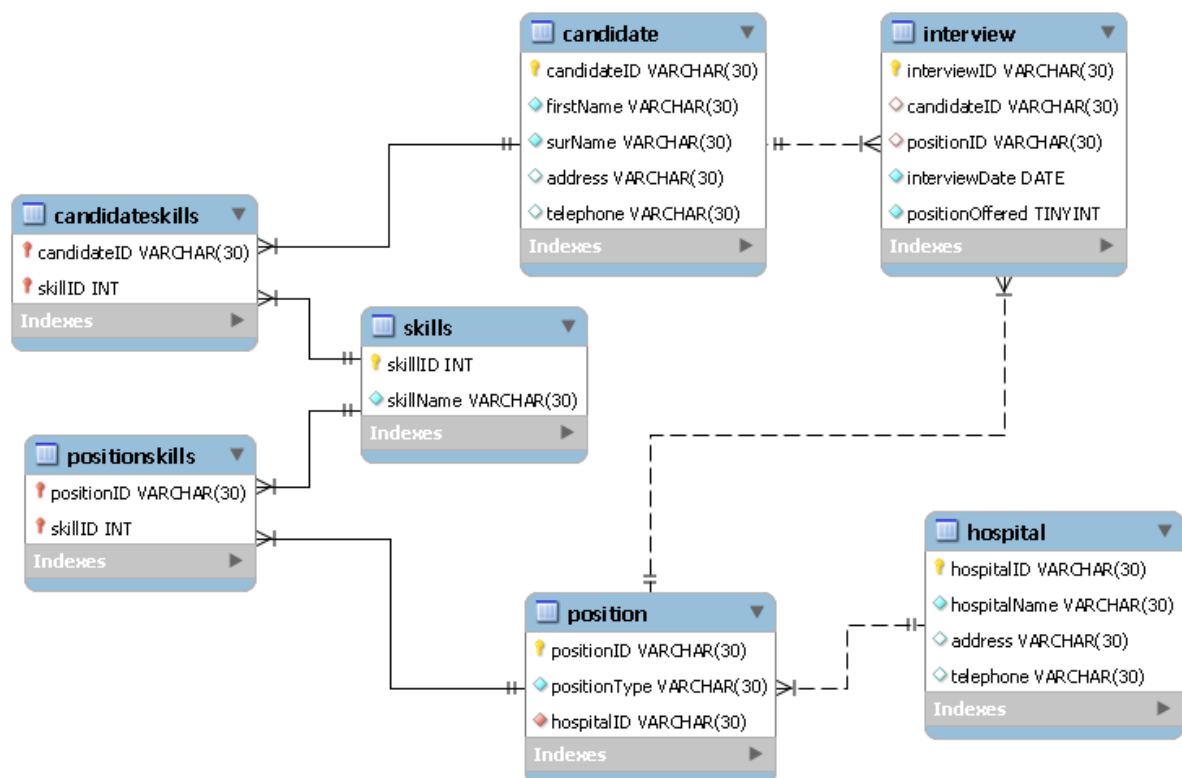 candidate
candidateID VARCHAR(30)
firstName VARCHAR(30)
surName VARCHAR(30)
address VARCHAR(30)
telephone VARCHAR(30)
Indexes
interview
interviewID VARCHAR(30)
candidateID VARCHAR(30)
positionID VARCHAR(30)
interviewDate DATE
positionOffered TINYINT
Indexes
candidateskills
candidateID VARCHAR(30)
skillID INT
Indexes
skills
skilllID INT
skillName VARCHAR(30)
Indexes
positionskills
positionID VARCHAR(30)
skillID INT
Indexes
hospital
hospitalID VARCHAR(30)
hospitalName VARCHAR(30)
address VARCHAR(30)
telephone VARCHAR(30)
Indexes
position
positionID VARCHAR(30)
positionType VARCHAR(30)
hospitalID VARCHAR(30)
Indexes